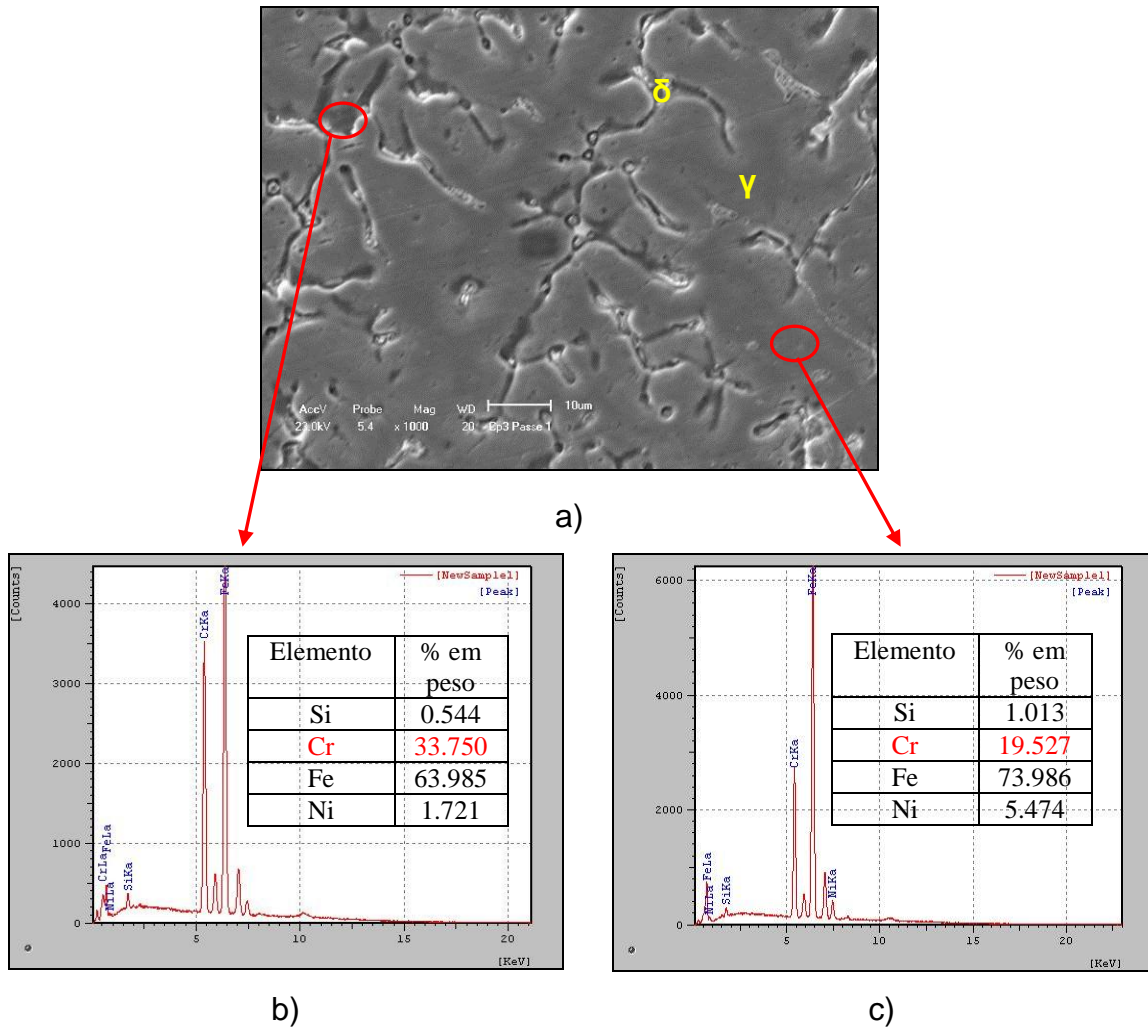 δ
γ
AccV Probe Mag WD 10um
23.0kV 5.4 x 1000 20 Cp3 Passe 1
a)
[Counts]
[NewSample1]
[Peak]
FeKa
CrKa
4000
3000
2000
1000
0
CrLa
FeLa
NiLa
SiKa
5 10 15 20
[KeV]
Elemento % em
peso
Si 0.544
Cr 33.750
Fe 63.985
Ni 1.721
b)
[Counts]
[NewSample1]
[Peak]
FeKa
CrKa
6000
4000
2000
0
FeLa
NiLa
SiKa
NiKa
5 10 15 20
[KeV]
Elemento % em
peso
Si 1.013
Cr 19.527
Fe 73.986
Ni 5.474
c)